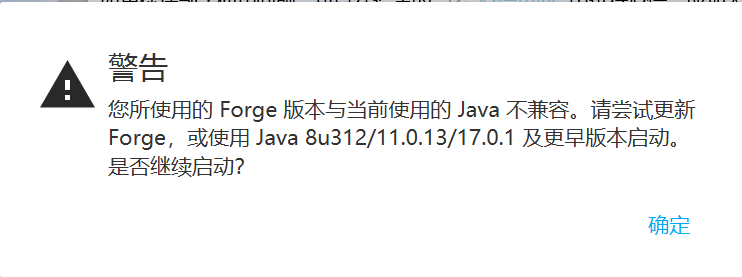 警告
您所使用的 Forge 版本与当前使用的 Java 不兼容。请尝试更新
Forge，或使用 Java 8u312/11.0.13/17.0.1 及更早版本启动。
是否继续启动？
确定